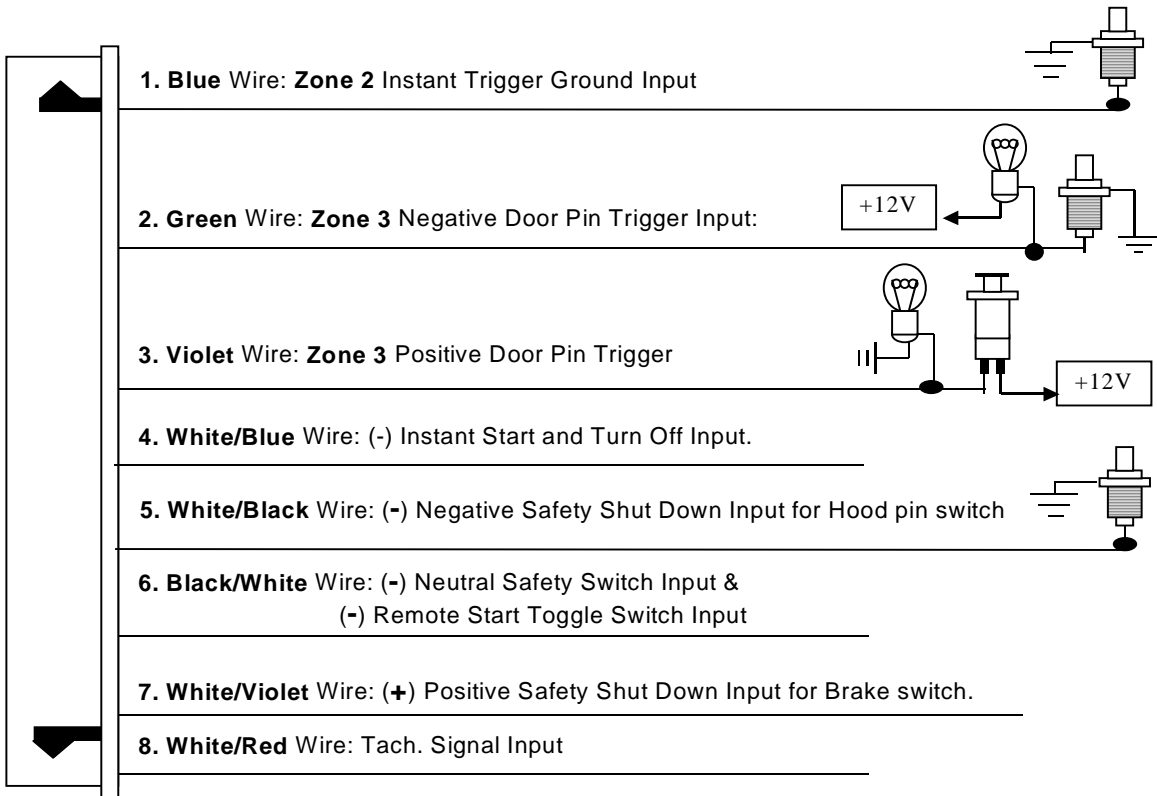 1. Blue Wire: Zone 2 Instant Trigger Ground Input
+12V
2. Green Wire: Zone 3 Negative Door Pin Trigger Input:
3. Violet Wire: Zone 3 Positive Door Pin Trigger
+12V
4. White/Blue Wire: (-) Instant Start and Turn Off Input.
5. White/Black Wire: (-) Negative Safety Shut Down Input for Hood pin switch
6. Black/White Wire: (-) Neutral Safety Switch Input &
(-) Remote Start Toggle Switch Input
7. White/Violet Wire: (+) Positive Safety Shut Down Input for Brake switch.
8. White/Red Wire: Tach. Signal Input